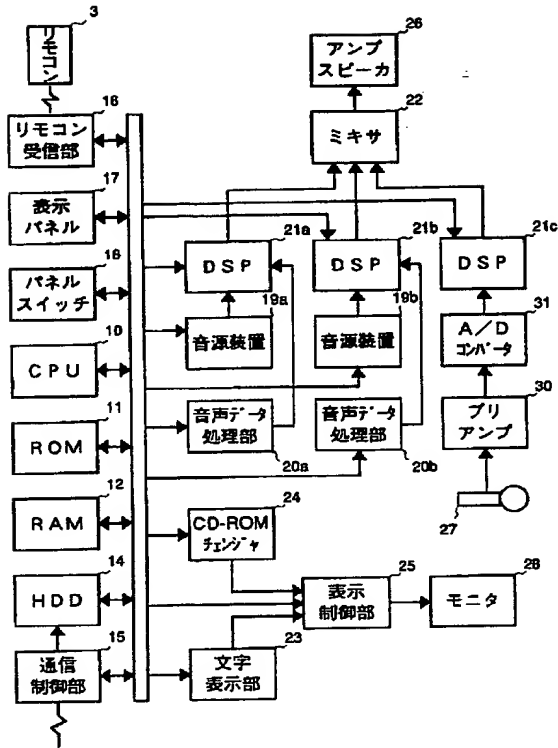 3
リモコン
16
リモコン
受信部
17
表示
パネル
18
パネル
スイッチ
10
CPU
11
ROM
12
RAM
14
HDD
15
通信
制御部
26
アンプ
スピーカ
22
ミキサ
21a
DSP
21b
DSP
21c
DSP
19a
音源装置
19b
音源装置
31
A/D
コンバータ
音声データ
処理部
20a
音声データ
処理部
20b
30
プリ
アンプ
27
24
CD-ROM
チェンジャ
25
表示
制御部
28
モニタ
23
文字
表示部